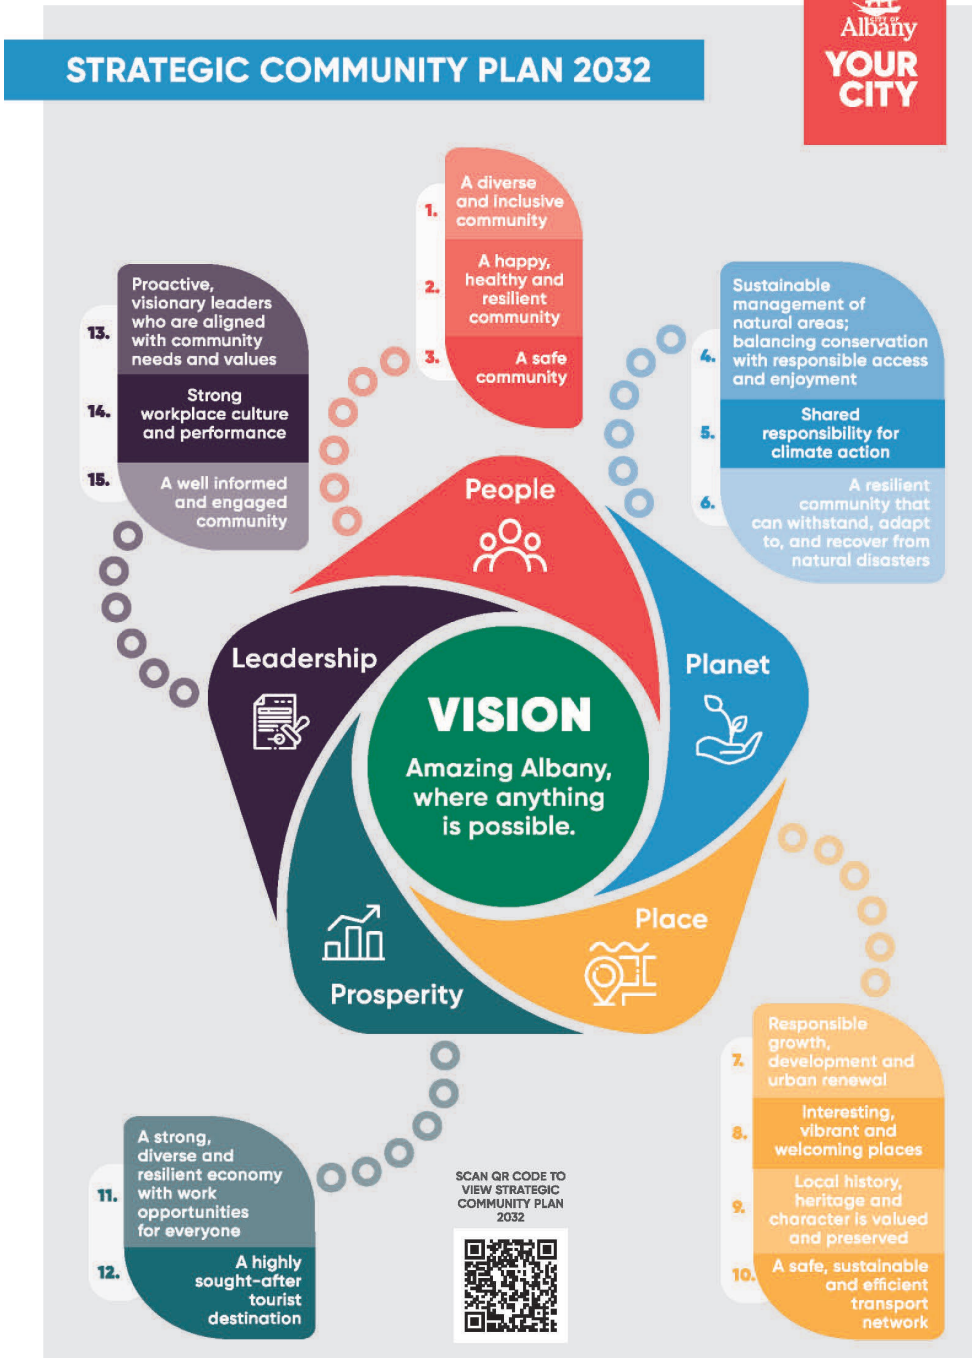 CITY OF
Albany
YOUR
CITY
STRATEGIC COMMUNITY PLAN 2032
1.
A diverse
and inclusive
community
2.
A happy,
healthy and
resilient
community
3.
A safe
community
13.
Proactive,
visionary leaders
who are aligned
with community
needs and values
14.
Strong
workplace culture
and performance
15.
A well informed
and engaged
community
4.
Sustainable
management of
natural areas;
balancing conservation
with responsible access
and enjoyment
5.
Shared
responsibility for
climate action
6.
A resilient
community that
can withstand, adapt
to, and recover from
natural disasters
People
Leadership
Planet
VISION
Amazing Albany,
where anything
is possible.
Place
Prosperity
7.
Responsible
growth,
development and
urban renewal
8.
Interesting,
vibrant and
welcoming places
9.
Local history,
heritage and
character is valued
and preserved
10.
A safe, sustainable
and efficient
transport
network
11.
A strong,
diverse and
resilient economy
with work
opportunities
for everyone
12.
A highly
sought-after
tourist
destination
SCAN QR CODE TO
VIEW STRATEGIC
COMMUNITY PLAN
2032